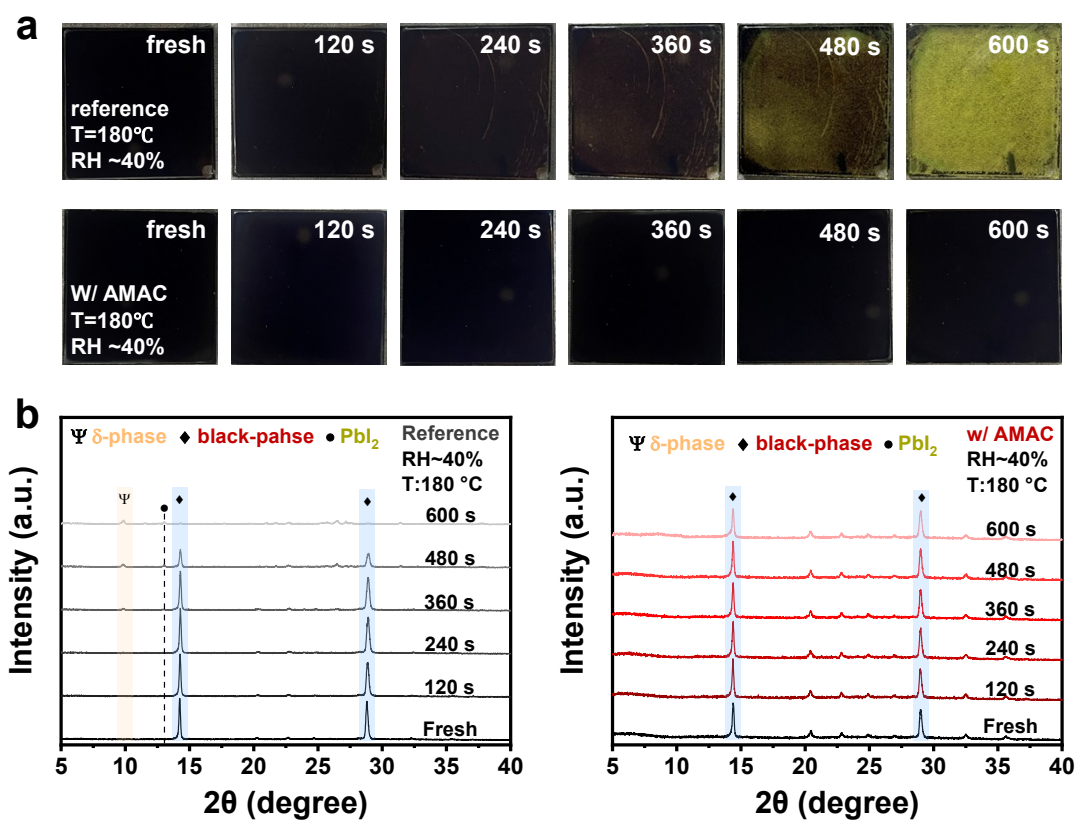 a
fresh
120 s
240 s
360 s
480 s
600 s
reference
T=180℃
RH ~40%
fresh
120 s
240 s
360 s
480 s
600 s
W/ AMAC
T=180℃
RH ~40%
b
Ψ δ-phase ♦ black-pahse ● PbI₂
Reference
RH~40%
T:180 °C
Ψ
600 s
480 s
360 s
240 s
120 s
Fresh
Intensity (a.u.)
5 10 15 20 25 30 35 40
2θ (degree)
Ψ δ-phase ♦ black-phase ● PbI₂
w/ AMAC
RH~40%
T:180 °C
600 s
480 s
360 s
240 s
120 s
Fresh
Intensity (a.u.)
5 10 15 20 25 30 35 40
2θ (degree)